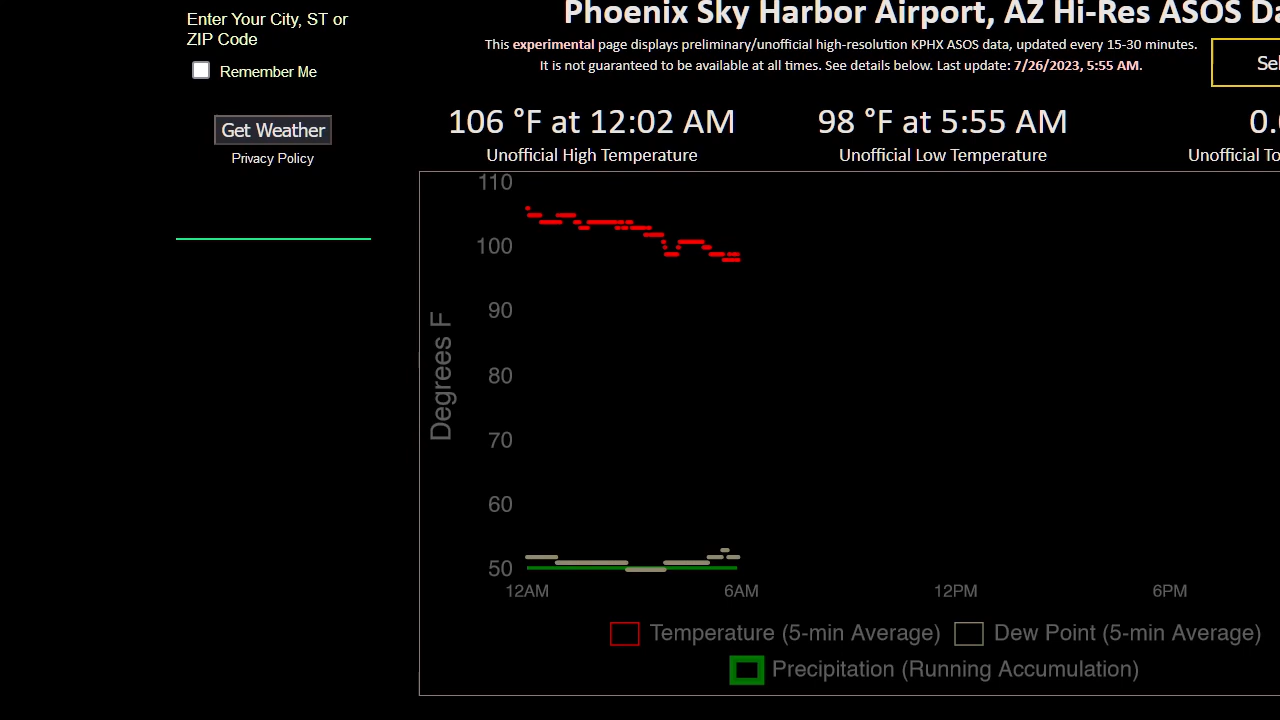 Enter Your City, ST or
ZIP Code
Remember Me
Get Weather
Privacy Policy
Phoenix Sky Harbor Airport, AZ Hi-Res ASOS Da
This experimental page displays preliminary/unofficial high-resolution KPHX ASOS data, updated every 15-30 minutes.
It is not guaranteed to be available at all times. See details below. Last update: 7/26/2023, 5:55 AM.
Sel
106 °F at 12:02 AM
Unofficial High Temperature
98 °F at 5:55 AM
Unofficial Low Temperature
0.
Unofficial To
110
100
90
80
70
60
50
Degrees F
12AM 6AM 12PM 6PM
Temperature (5-min Average) Dew Point (5-min Average)
Precipitation (Running Accumulation)